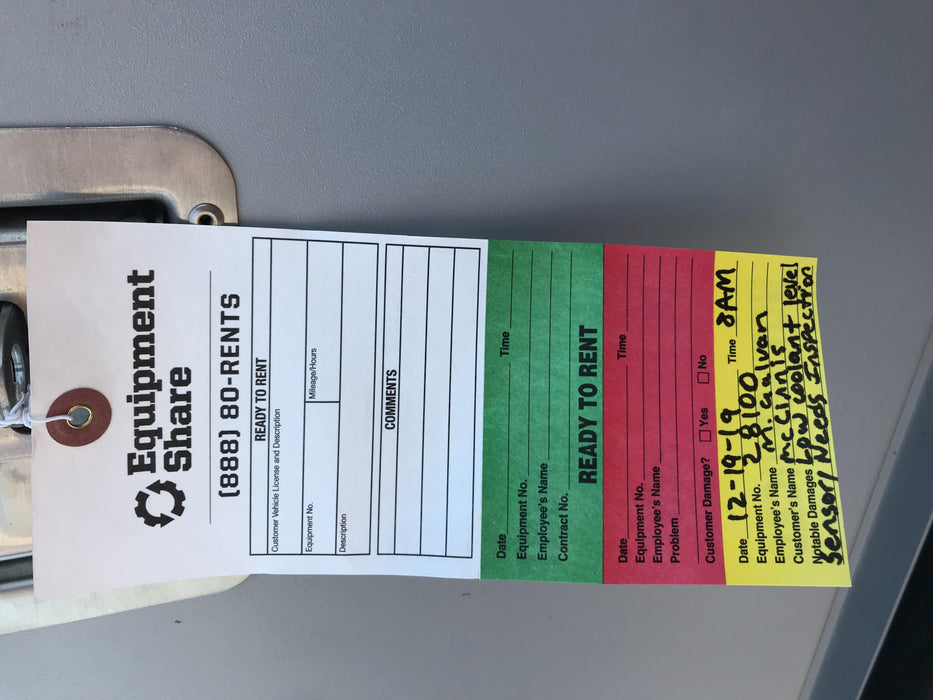 Equipment
Share
(888) 80-RENTS
READY TO RENT
Customer Vehicle License and Description
Equipment No. Mileage/Hours
Description
COMMENTS
Date Time
Equipment No.
Employee's Name
Contract No.
READY TO RENT
Date Time
Equipment No.
Employee's Name
Problem
Customer Damage? Yes No
Date 12-19-19 Time 8AM
Equipment No. 28100
Employee's Name M. Galvan
Customer's Name McCinnis
Notable Damages Low coolant level
Sensor/Needs Inspection